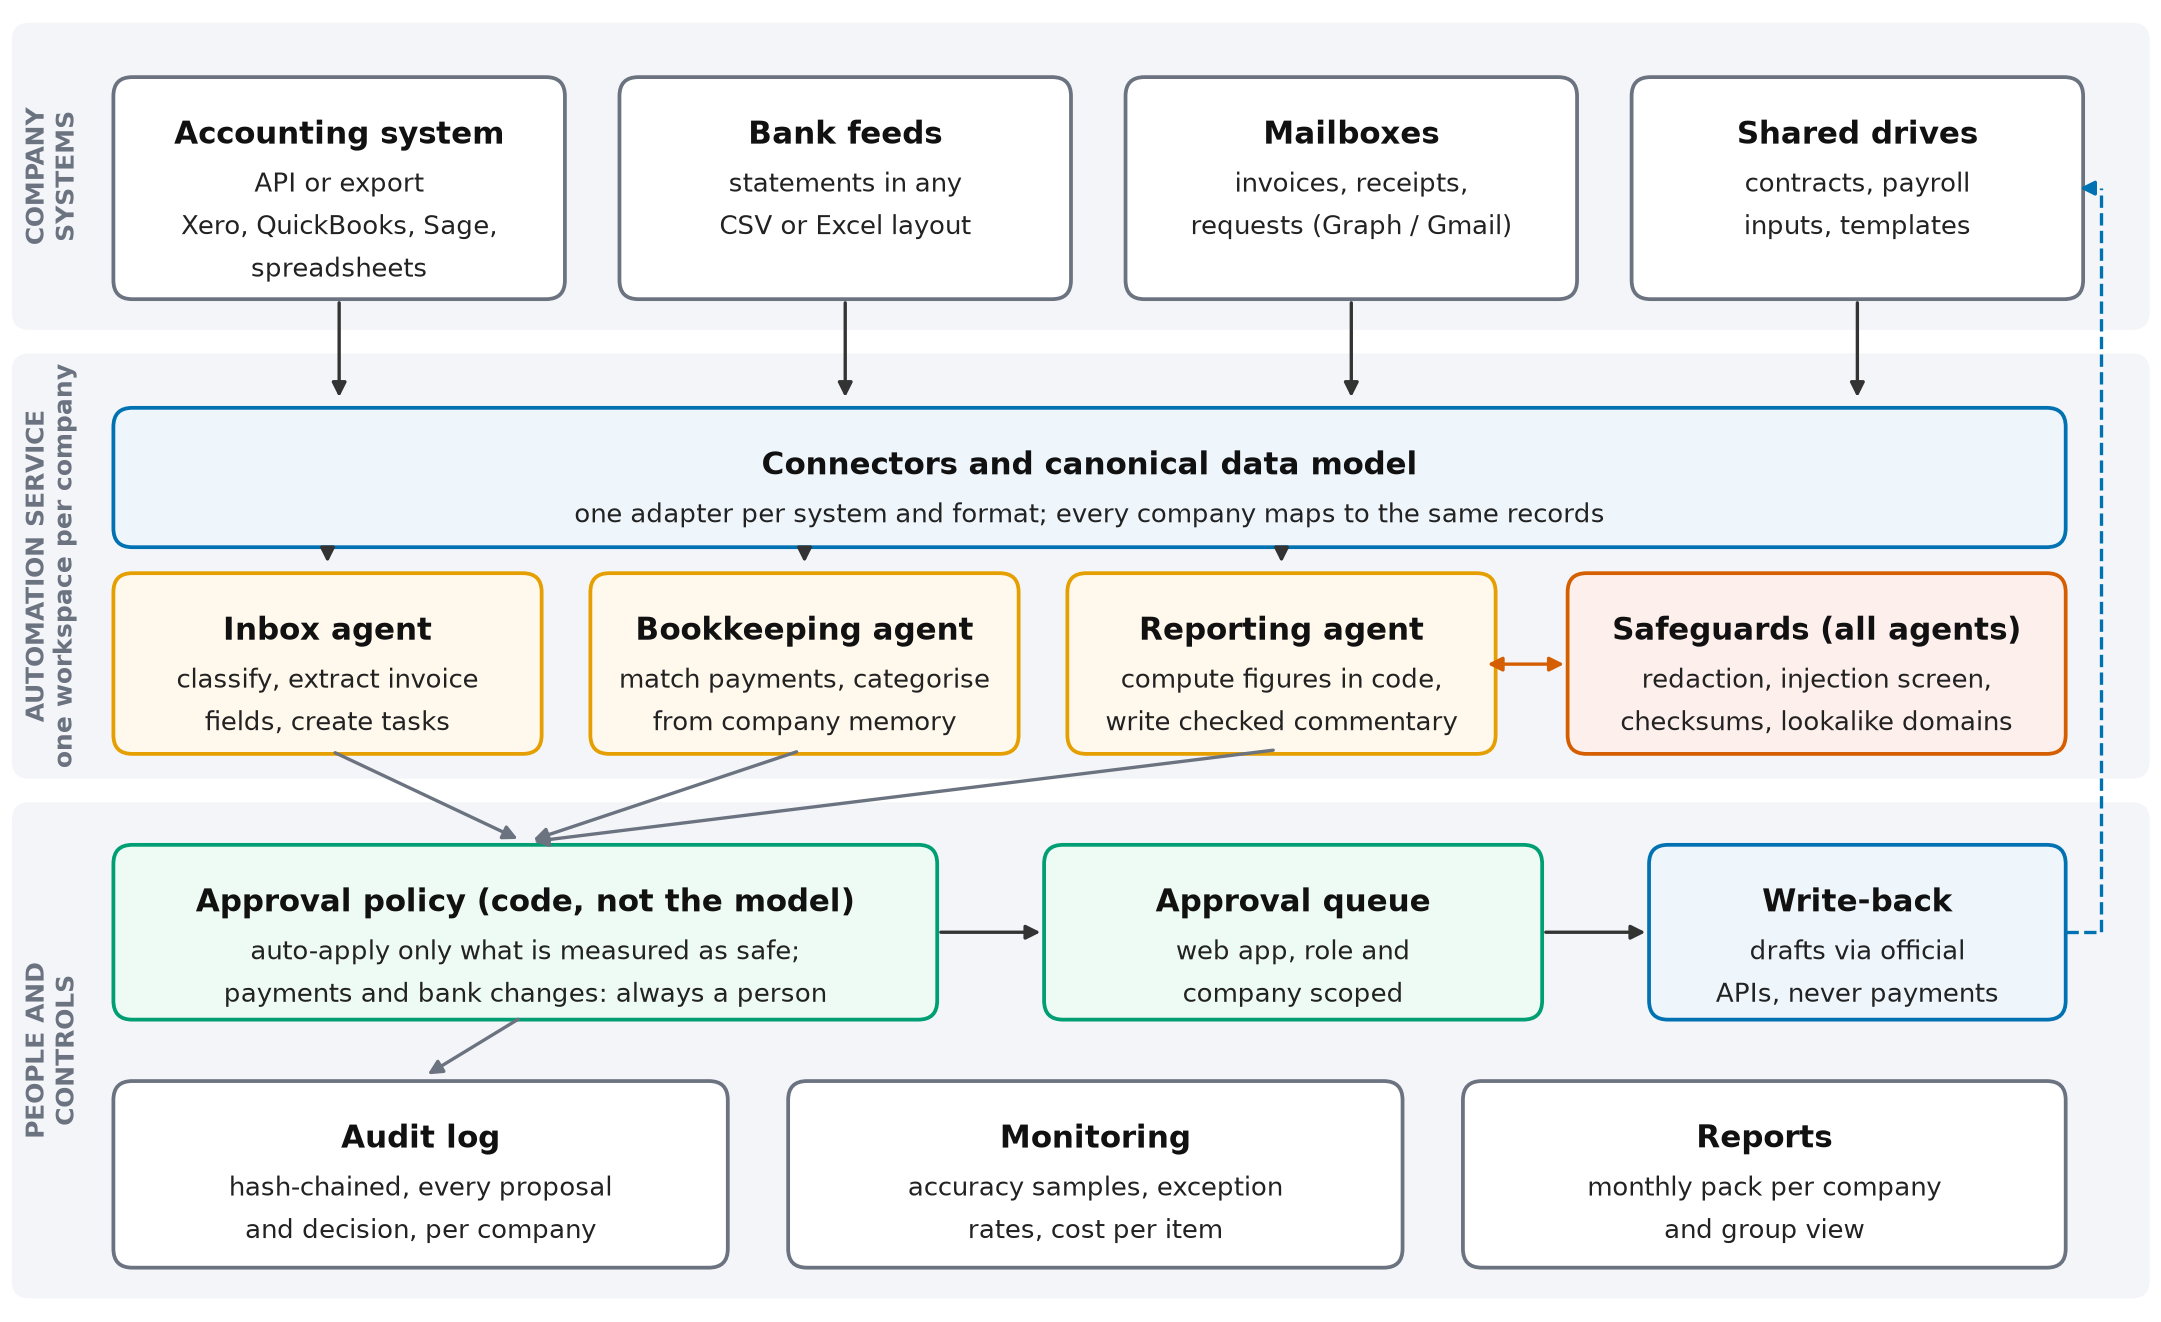 COMPANY
SYSTEMS
Accounting system
API or export
Xero, QuickBooks, Sage,
spreadsheets
Bank feeds
statements in any
CSV or Excel layout
Mailboxes
invoices, receipts,
requests (Graph / Gmail)
Shared drives
contracts, payroll
inputs, templates
AUTOMATION SERVICE
one workspace per company
Connectors and canonical data model
one adapter per system and format; every company maps to the same records
Inbox agent
classify, extract invoice
fields, create tasks
Bookkeeping agent
match payments, categorise
from company memory
Reporting agent
compute figures in code,
write checked commentary
Safeguards (all agents)
redaction, injection screen,
checksums, lookalike domains
PEOPLE AND
CONTROLS
Approval policy (code, not the model)
auto-apply only what is measured as safe;
payments and bank changes: always a person
Approval queue
web app, role and
company scoped
Write-back
drafts via official
APIs, never payments
Audit log
hash-chained, every proposal
and decision, per company
Monitoring
accuracy samples, exception
rates, cost per item
Reports
monthly pack per company
and group view